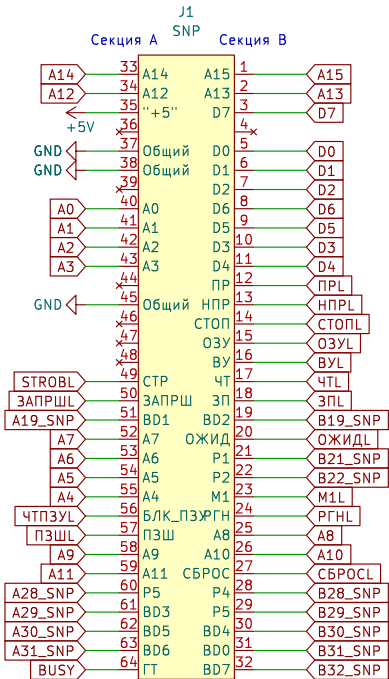 J1
SNP
Секция A Секция B
A14 33 A14 A15 1 A15
A12 34 A12 A13 2 A13
+5V 35 "+5" D7 3 D7
36 4
GND 37 Общий D0 5 D0
GND 38 Общий D1 6 D1
39 D2 7 D2
A0 40 A0 D6 8 D6
A1 41 A1 D5 9 D5
A2 42 A2 D3 10 D3
A3 43 A3 D4 11 D4
44 ПР 12 ПРL
GND 45 Общий НПР 13 НПРL
46 СТОП 14 СТОПL
47 ОЗУ 15 ОЗУL
48 ВУ 16 ВУL
STROBL 49 СТР ЧТ 17 ЧТL
ЗАПРШL 50 ЗАПРШ ЗП 18 ЗПL
A19_SNP 51 BD1 BD2 19 B19_SNP
A7 52 A7 ОЖИД 20 ОЖИДL
A6 53 A6 P1 21 B21_SNP
A5 54 A5 P2 22 B22_SNP
A4 55 A4 M1 23 M1L
ЧТПЗУL 56 БЛК_ПЗУ РГН 24 РГНL
ПЗШL 57 ПЗШ A8 25 A8
A9 58 A9 A10 26 A10
A11 59 A11 СБРОС 27 СБРОСL
A28_SNP 60 P5 P4 28 B28_SNP
A29_SNP 61 BD3 P5 29 B29_SNP
A30_SNP 62 BD5 BD4 30 B30_SNP
A31_SNP 63 BD6 BD0 31 B31_SNP
BUSY 64 ГТ BD7 32 B32_SNP